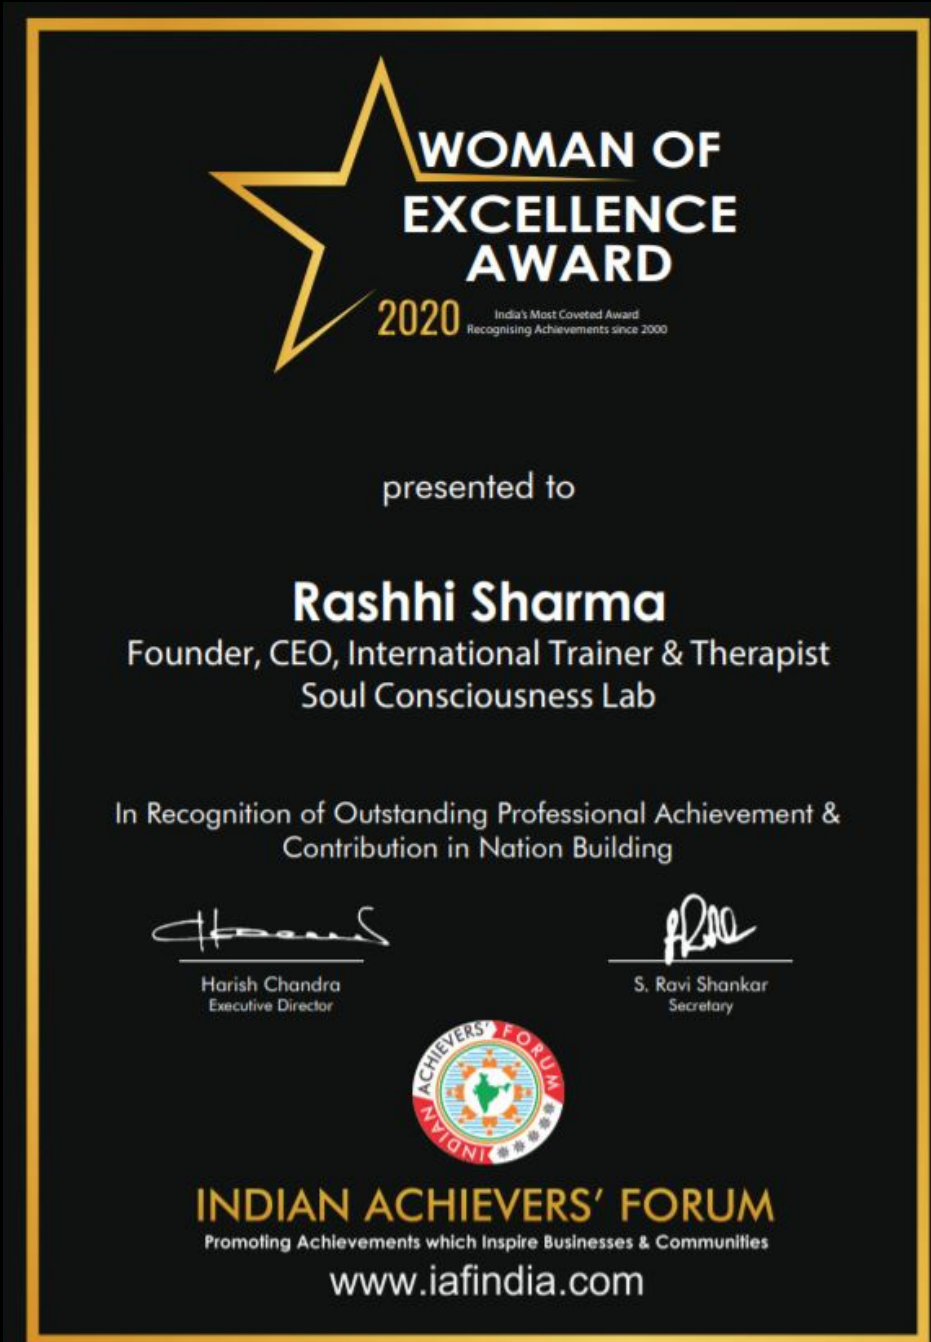 WOMAN OF
EXCELLENCE
AWARD
2020 India's Most Coveted Award
Recognising Achievements since 2000
presented to
Rashhi Sharma
Founder, CEO, International Trainer & Therapist
Soul Consciousness Lab
In Recognition of Outstanding Professional Achievement &
Contribution in Nation Building
Harish Chandra
Executive Director
S. Ravi Shankar
Secretary
INDIAN ACHIEVERS' FORUM
INDIAN ACHIEVERS' FORUM
Promoting Achievements which Inspire Businesses & Communities
www.iafindia.com